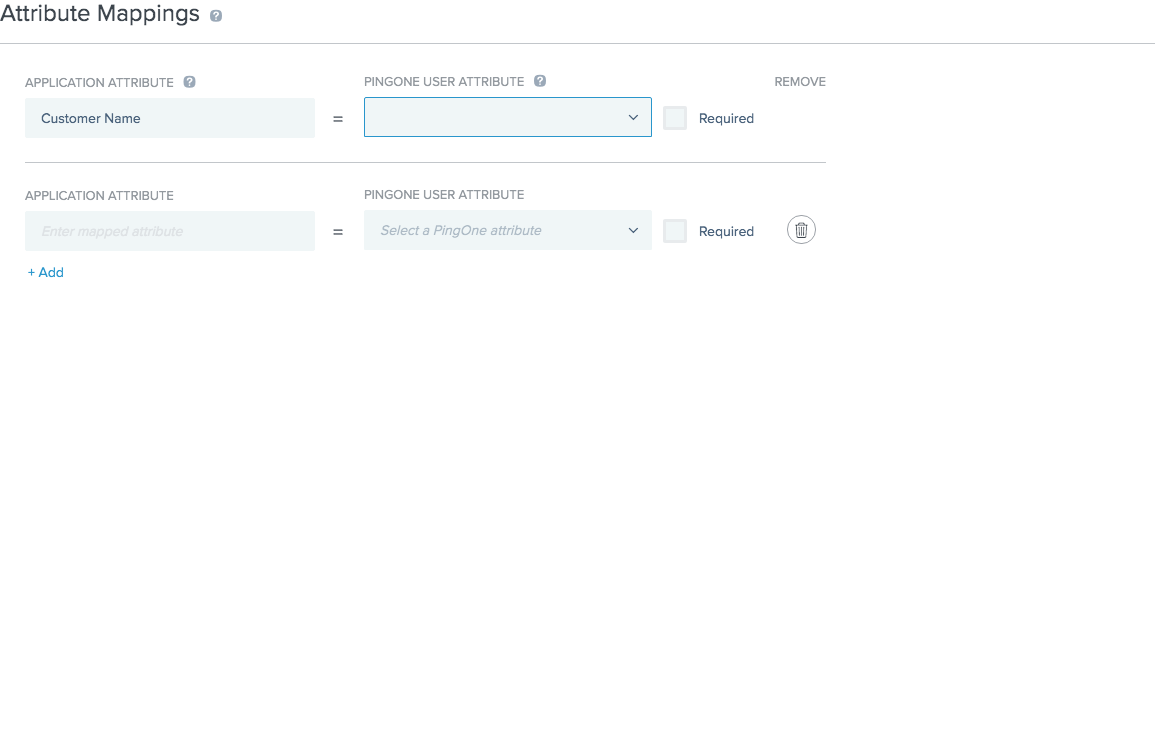 Attribute Mappings ?
APPLICATION ATTRIBUTE ? PINGONE USER ATTRIBUTE ? REMOVE
Customer Name = Required
APPLICATION ATTRIBUTE PINGONE USER ATTRIBUTE
Enter mapped attribute = Select a PingOne attribute Required
+ Add